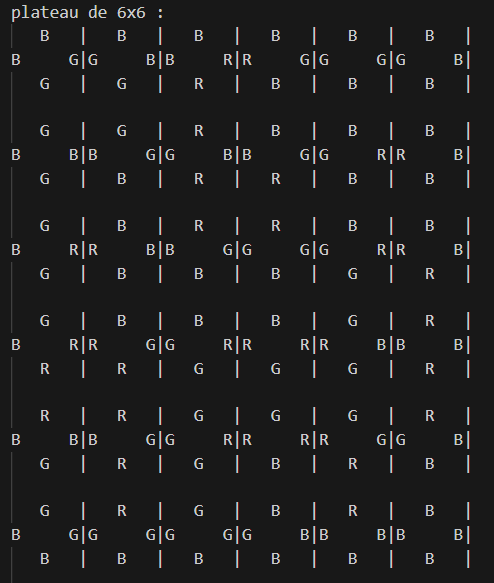 plateau de 6x6 :
B | B | B | B | B | B |
B G|G B|B R|R G|G G|G B|
G | G | R | B | B | B |
G | G | R | B | B | B |
B B|B G|G B|B G|G R|R B|
G | B | R | R | B | B |
G | B | R | R | B | B |
B R|R B|B G|G G|G R|R B|
G | B | B | B | G | R |
G | B | B | B | G | R |
B R|R G|G R|R R|R B|B B|
R | R | G | G | G | R |
R | R | G | G | G | R |
B B|B G|G R|R R|R G|G B|
G | R | G | B | R | B |
G | R | G | B | R | B |
B G|G G|G G|G B|B B|B B|
B | B | B | B | B | B |